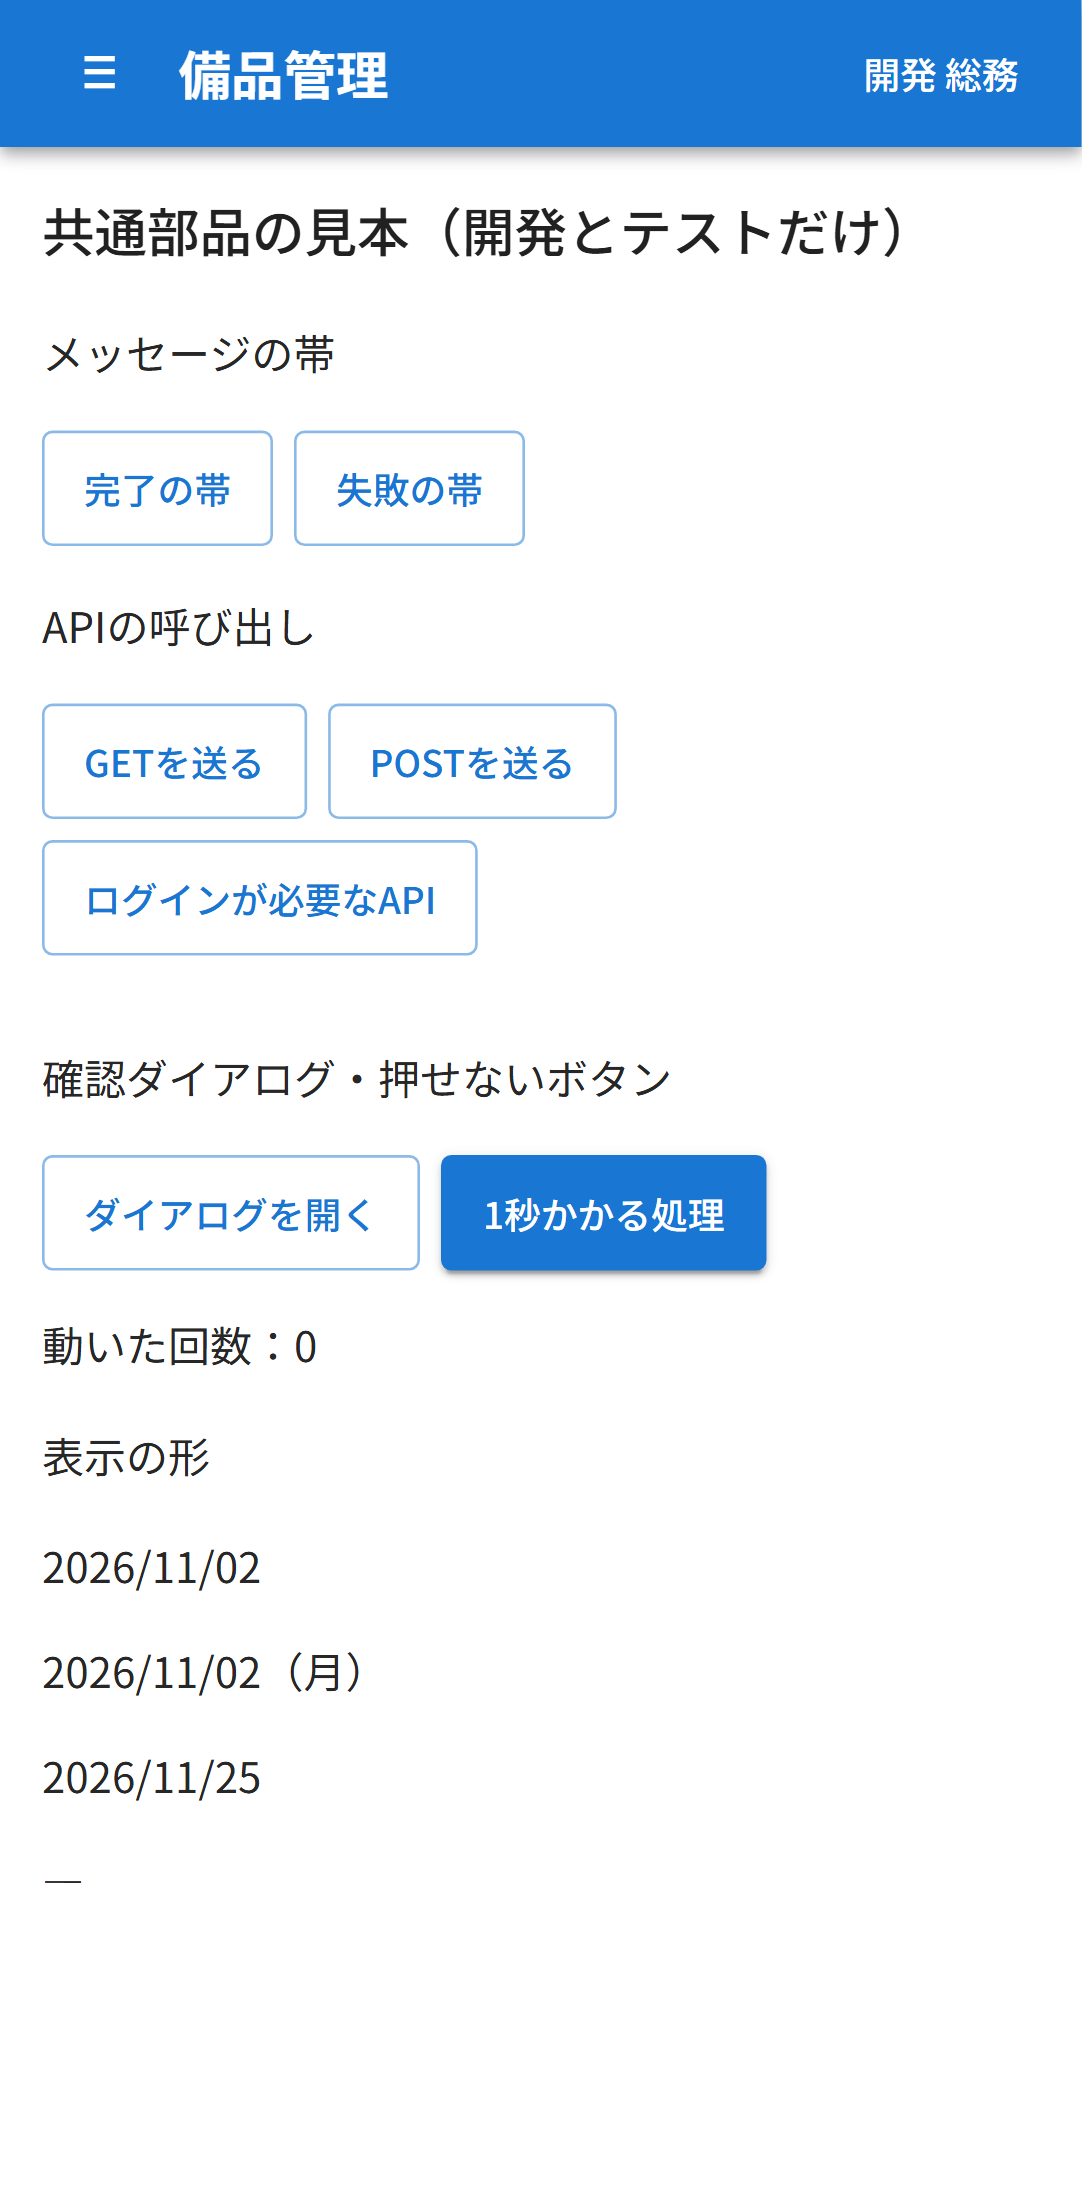 ☰ 備品管理 開発 総務
共通部品の見本（開発とテストだけ）
メッセージの帯
完了の帯 失敗の帯
APIの呼び出し
GETを送る POSTを送る
ログインが必要なAPI
確認ダイアログ・押せないボタン
ダイアログを開く 1秒かかる処理
動いた回数：0
表示の形
2026/11/02
2026/11/02（月）
2026/11/25
—